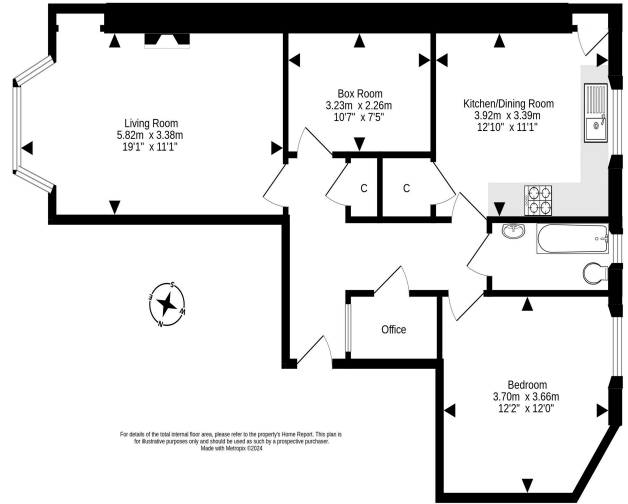 Living Room
5.82m x 3.38m
19'1" x 11'1"
Box Room
3.23m x 2.26m
10'7" x 7'5"
Kitchen/Dining Room
3.92m x 3.39m
12'10" x 11'1"
C
C
Office
Bedroom
3.70m x 3.66m
12'2" x 12'0"
S
E
W
N
For details of the total internal floor area, please refer to the property's Home Report. This plan is
for illustrative purposes only and should be used as such by a prospective purchaser.
Made with Metropix ©2024